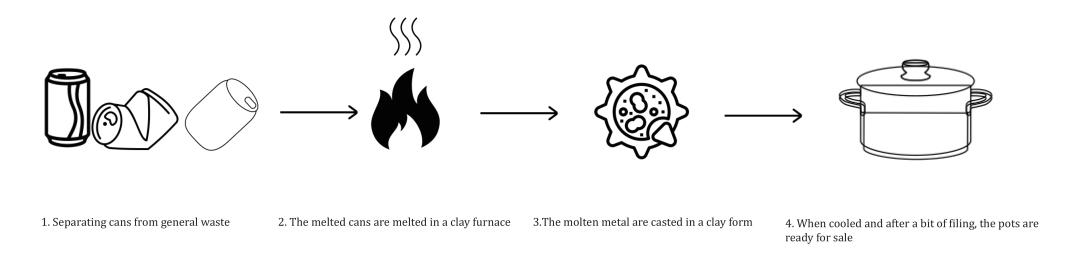 1. Separating cans from general waste
2. The melted cans are melted in a clay furnace
3.The molten metal are casted in a clay form
4. When cooled and after a bit of filing, the pots are
ready for sale